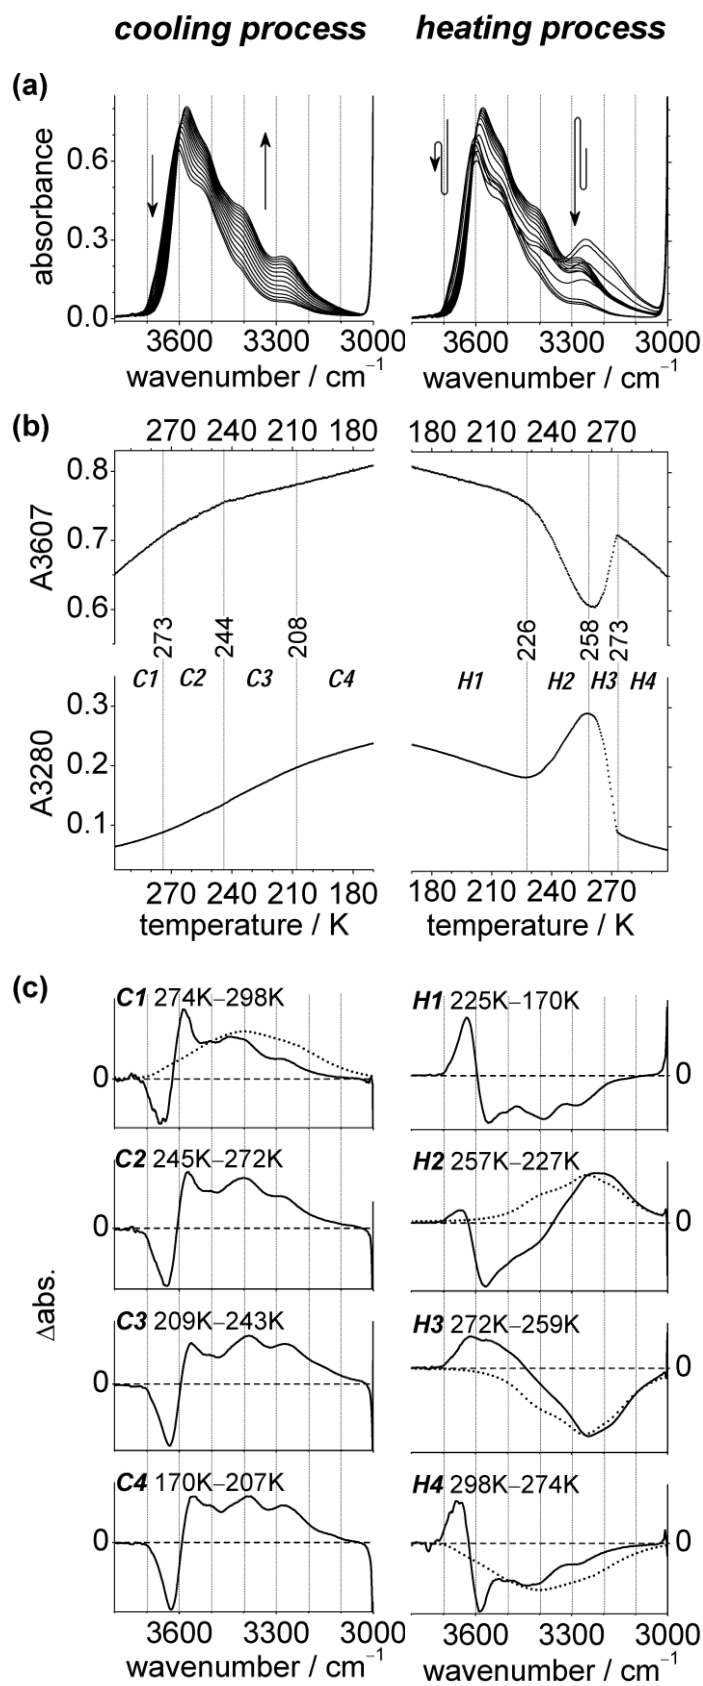 cooling process heating process
(a)
absorbance
0.6
0.3
0.0
3600 3300 3000 3600 3300 3000
wavenumber / cm⁻¹ wavenumber / cm⁻¹
(b)
270 240 210 170 180 210 240 270
A3607
0.8
0.7
0.6
273 244 208 226 258 273
C1 C2 C3 C4 H1 H2 H3 H4
A3280
0.3
0.2
0.1
270 240 210 170 180 210 240 270
temperature / K temperature / K
(c)
Δabs.
C1 274K–298K H1 225K–170K
0 0
C2 245K–272K H2 257K–227K
0 0
C3 209K–243K H3 272K–259K
0 0
C4 170K–207K H4 298K–274K
0 0
3600 3300 3000 3600 3300 3000
wavenumber / cm⁻¹ wavenumber / cm⁻¹